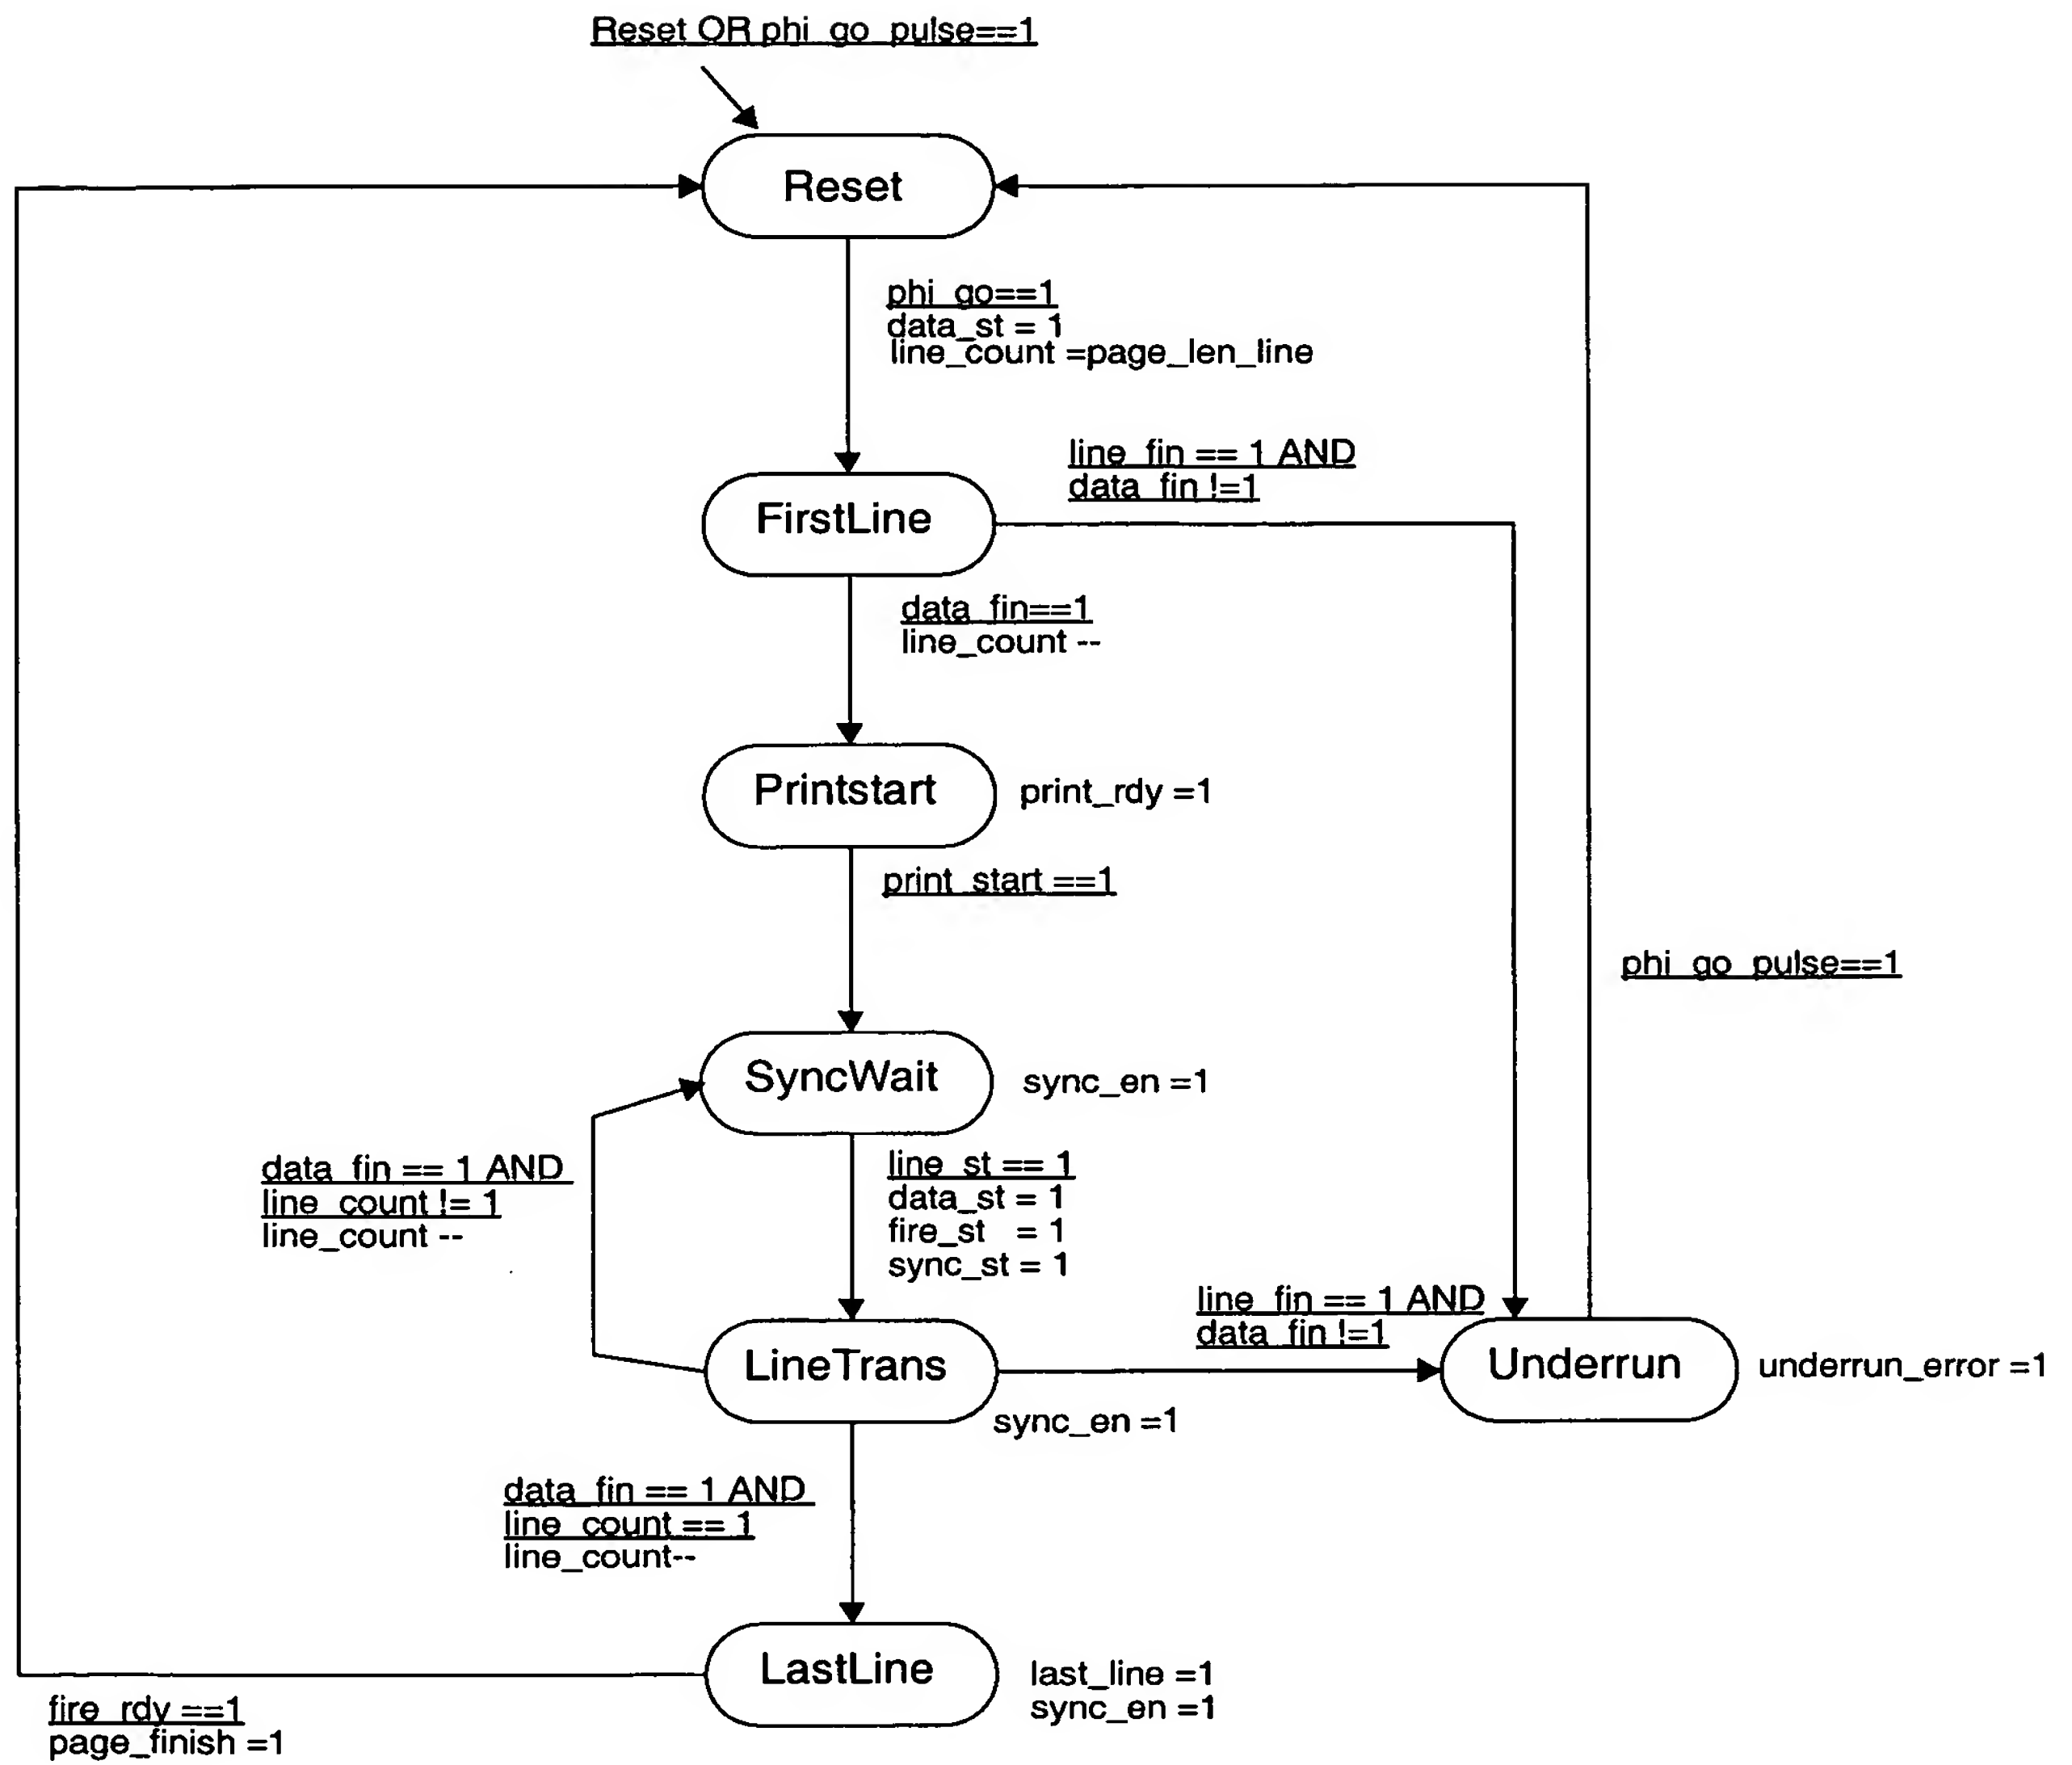 Reset OR phi_go_pulse==1
Reset
phi_go==1
data_st = 1
line_count =page_len_line
line_fin == 1 AND
data_fin !=1
FirstLine
data_fin==1
line_count --
Printstart
print_rdy =1
print_start ==1
phi_go_pulse==1
SyncWait
sync_en =1
data_fin == 1 AND
line_count != 1
line_count --
line_st == 1
data_st = 1
fire_st = 1
sync_st = 1
line_fin == 1 AND
data_fin !=1
LineTrans
Underrun
underrun_error =1
sync_en =1
data_fin == 1 AND
line_count == 1
line_count--
LastLine
last_line =1
sync_en =1
fire_rdy ==1
page_finish =1